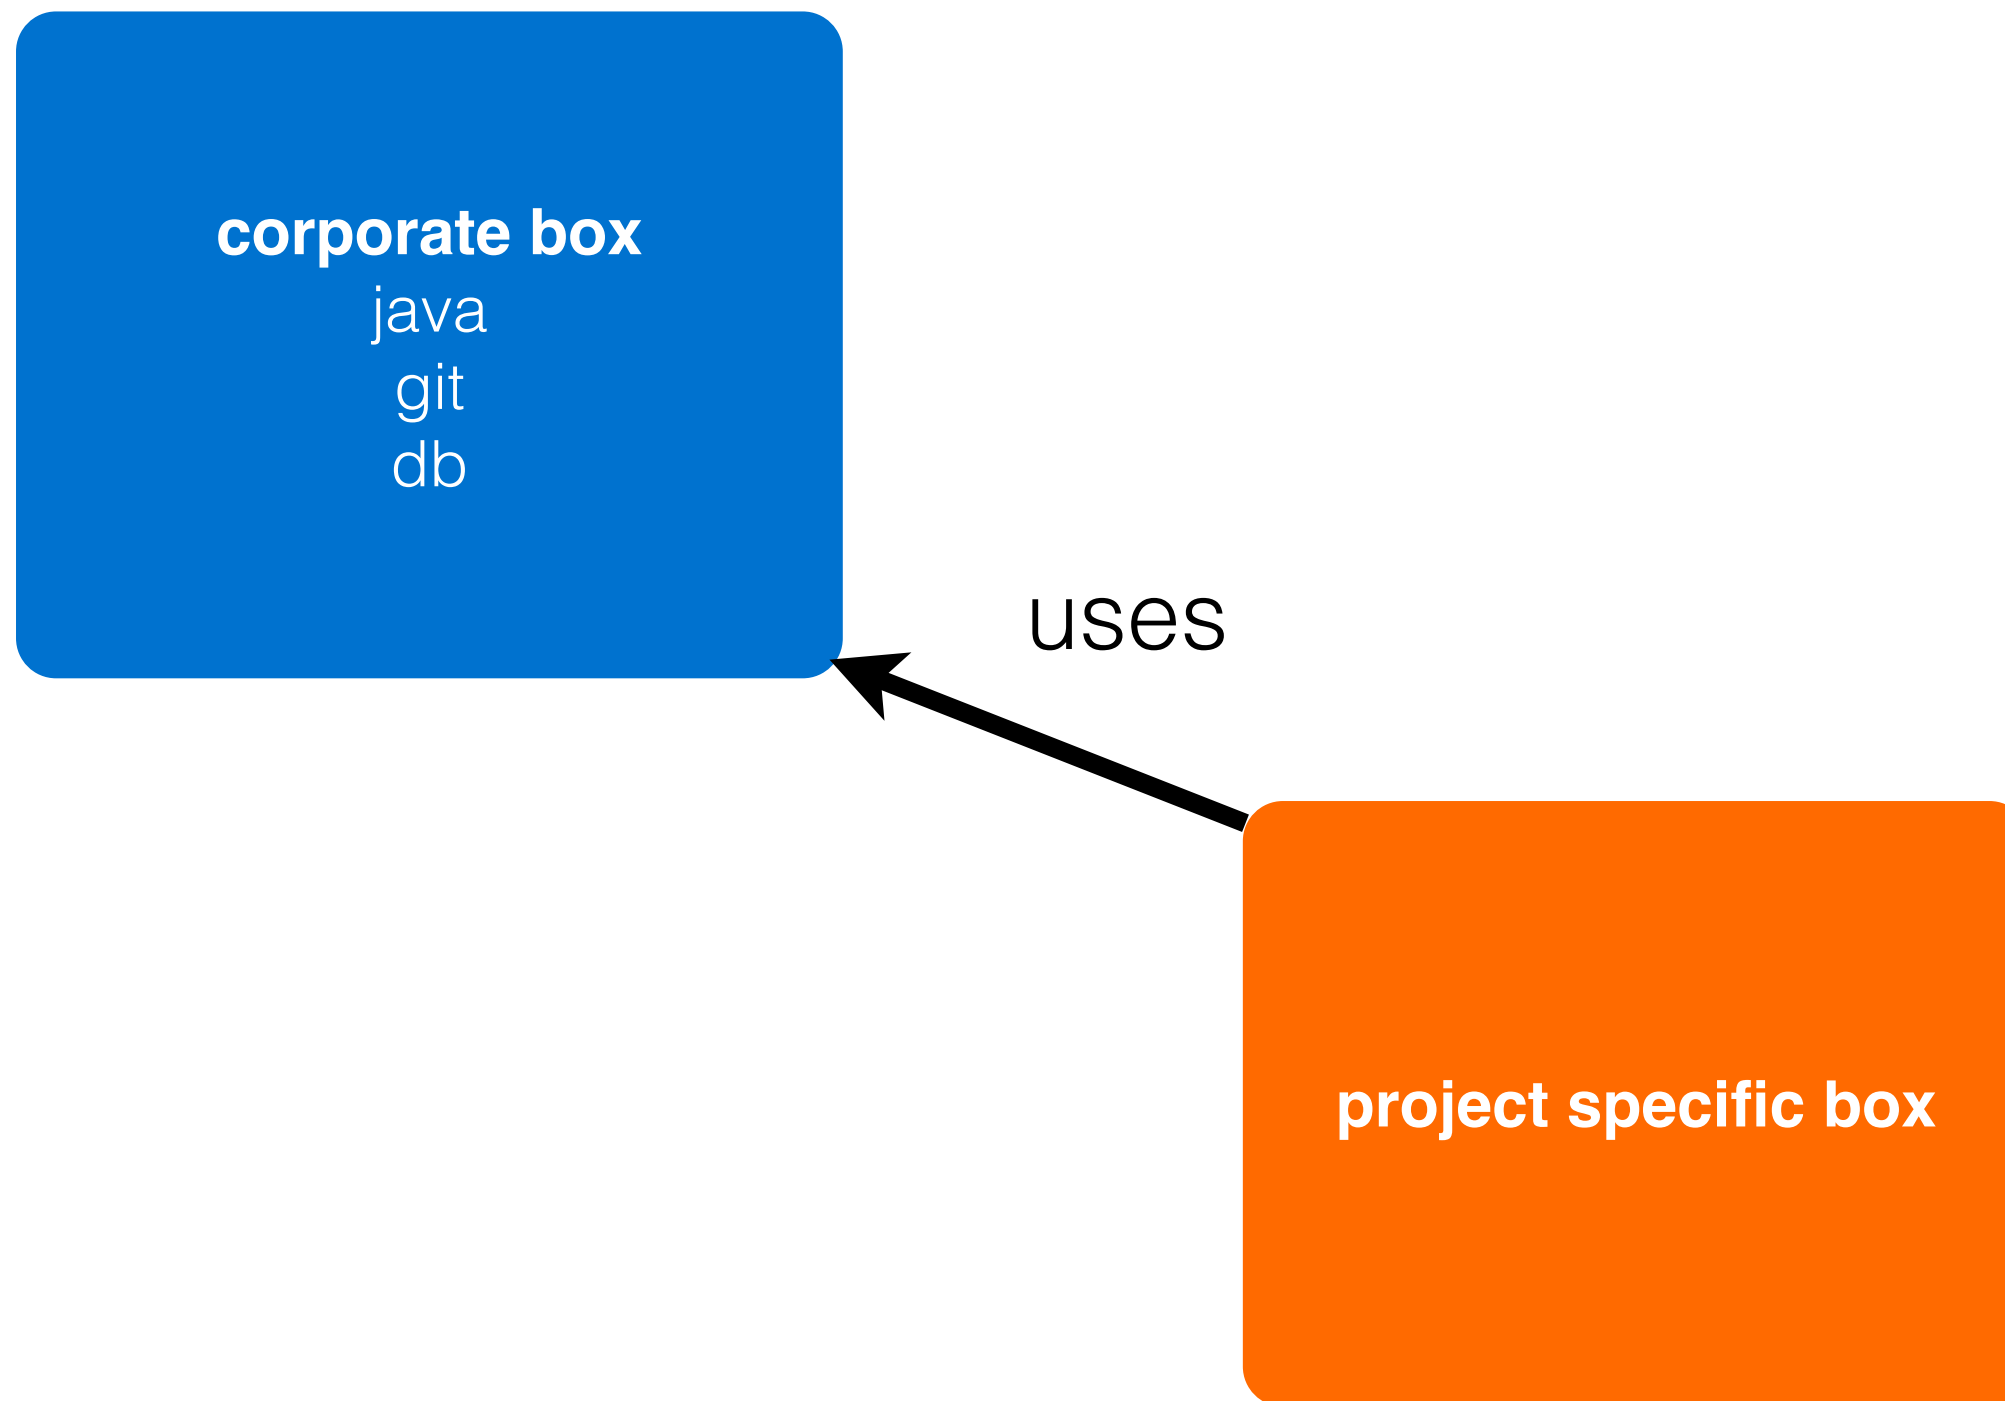 corporate box
java
git
db
uses
project specific box